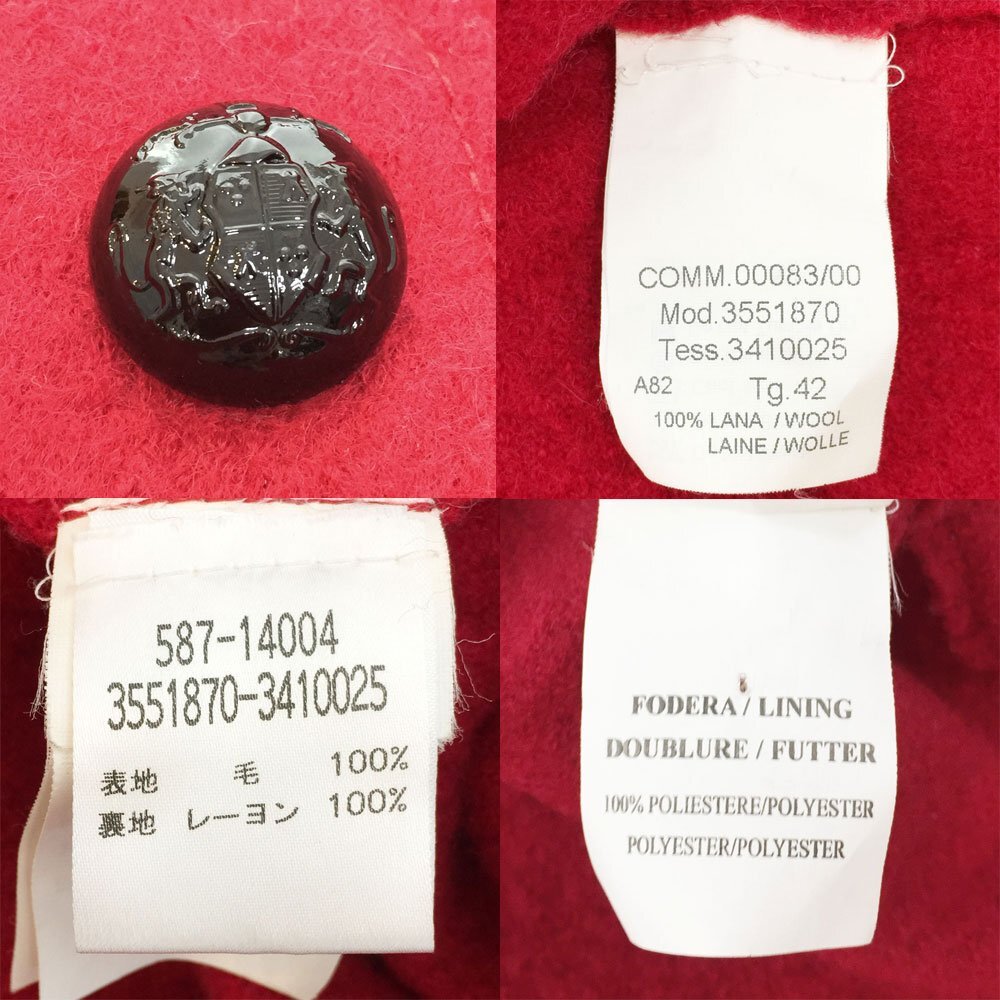 COMM.00083/00
Mod.3551870
Tess.3410025
A82 Tg.42
100% LANA / WOOL
LAINE / WOLLE
587-14004
3551870-3410025
表地 毛 100%
裏地 レーヨン 100%
FODERA / LINING
DOUBLURE / FUTTER
100% POLIESTERE/POLYESTER
POLYESTER/POLYESTER